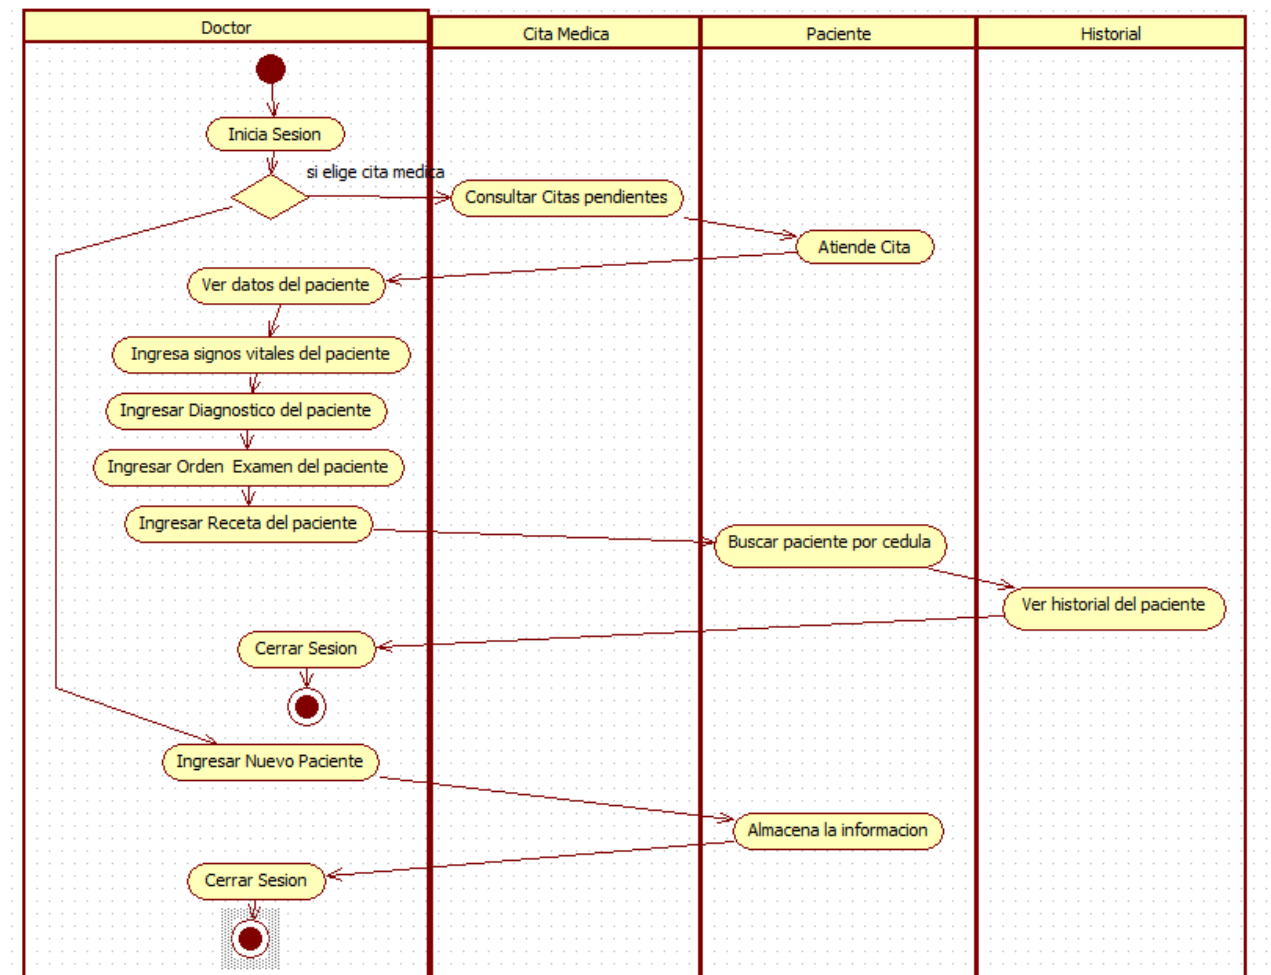 Doctor
Cita Medica
Paciente
Historial
Inicia Sesion
si elige cita medica
Consultar Citas pendientes
Atiende Cita
Ver datos del paciente
Ingresa signos vitales del paciente
Ingresar Diagnostico del paciente
Ingresar Orden  Examen del paciente
Ingresar Receta del paciente
Buscar paciente por cedula
Ver historial del paciente
Cerrar Sesion
Ingresar Nuevo Paciente
Almacena la informacion
Cerrar Sesion